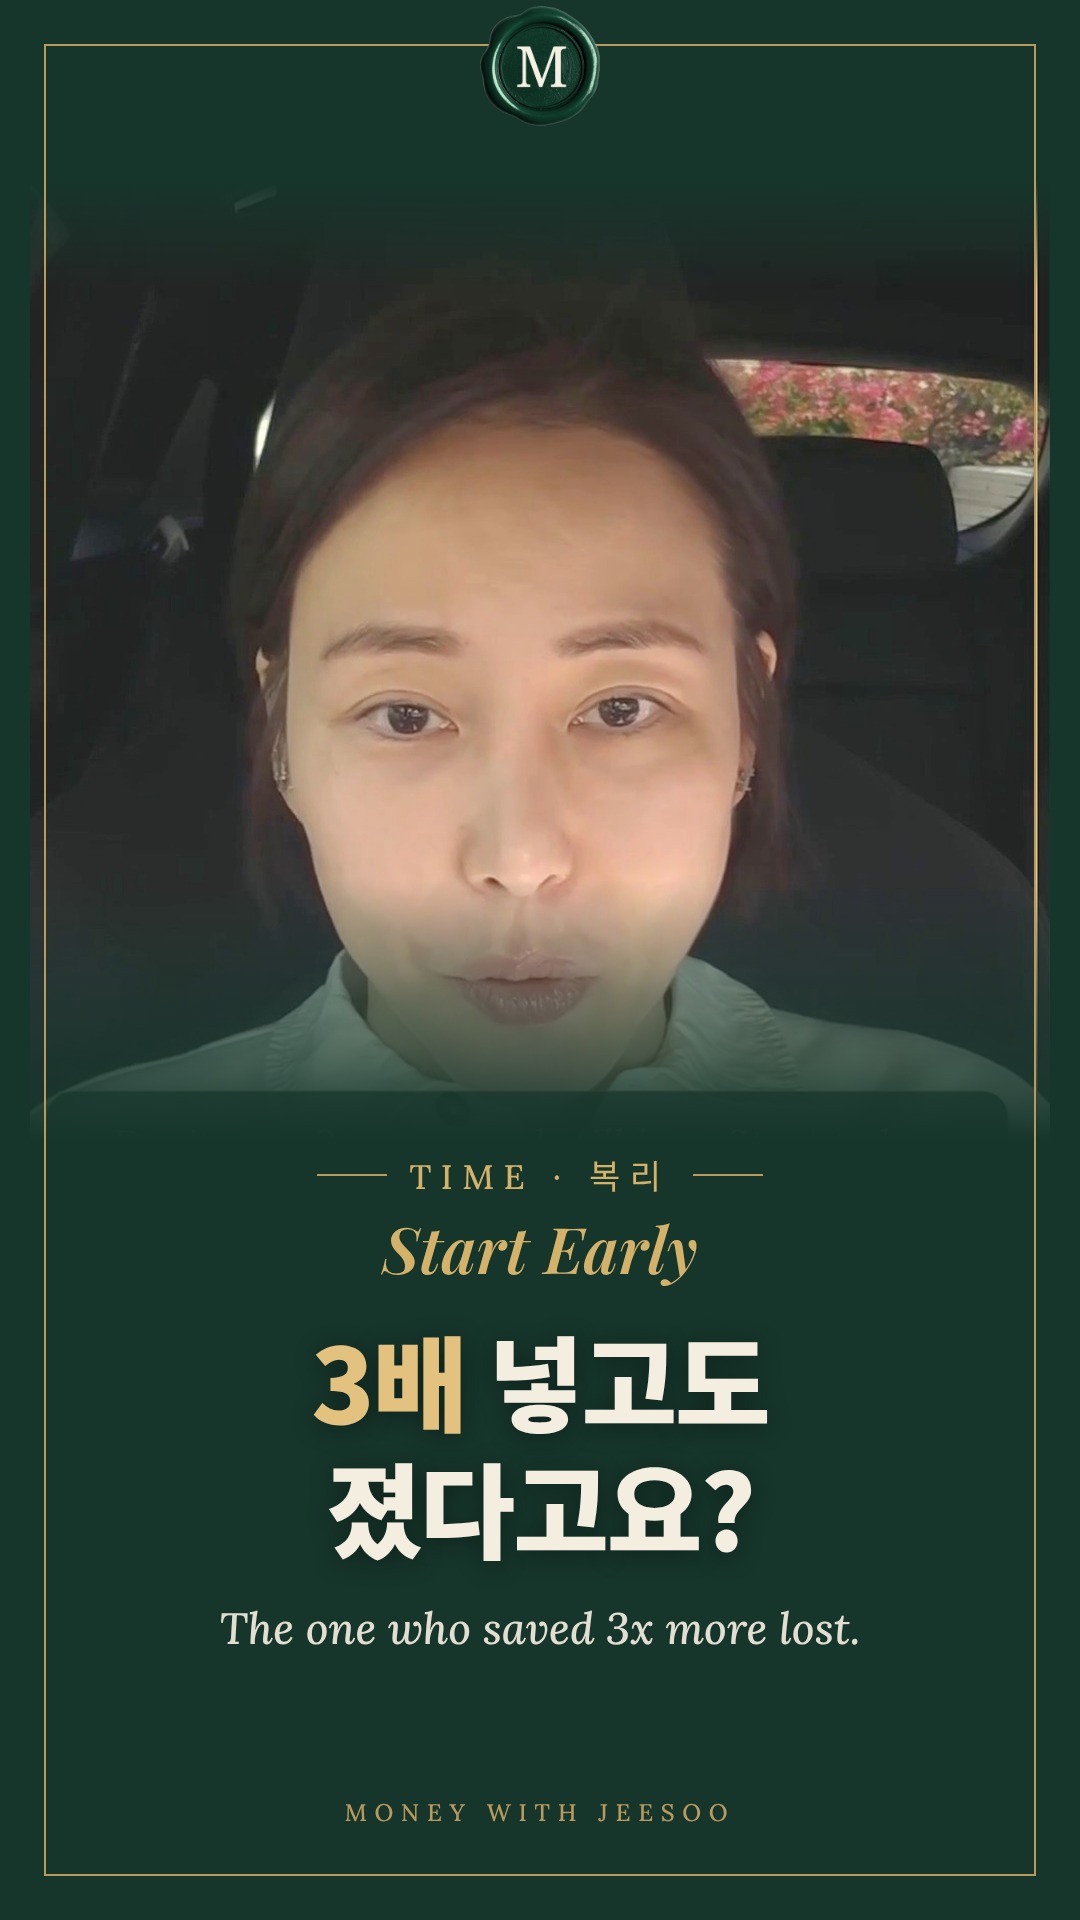 M
TIME · 복리
Start Early
3배 넣고도
졌다고요?
The one who saved 3x more lost.
MONEY WITH JEESOO